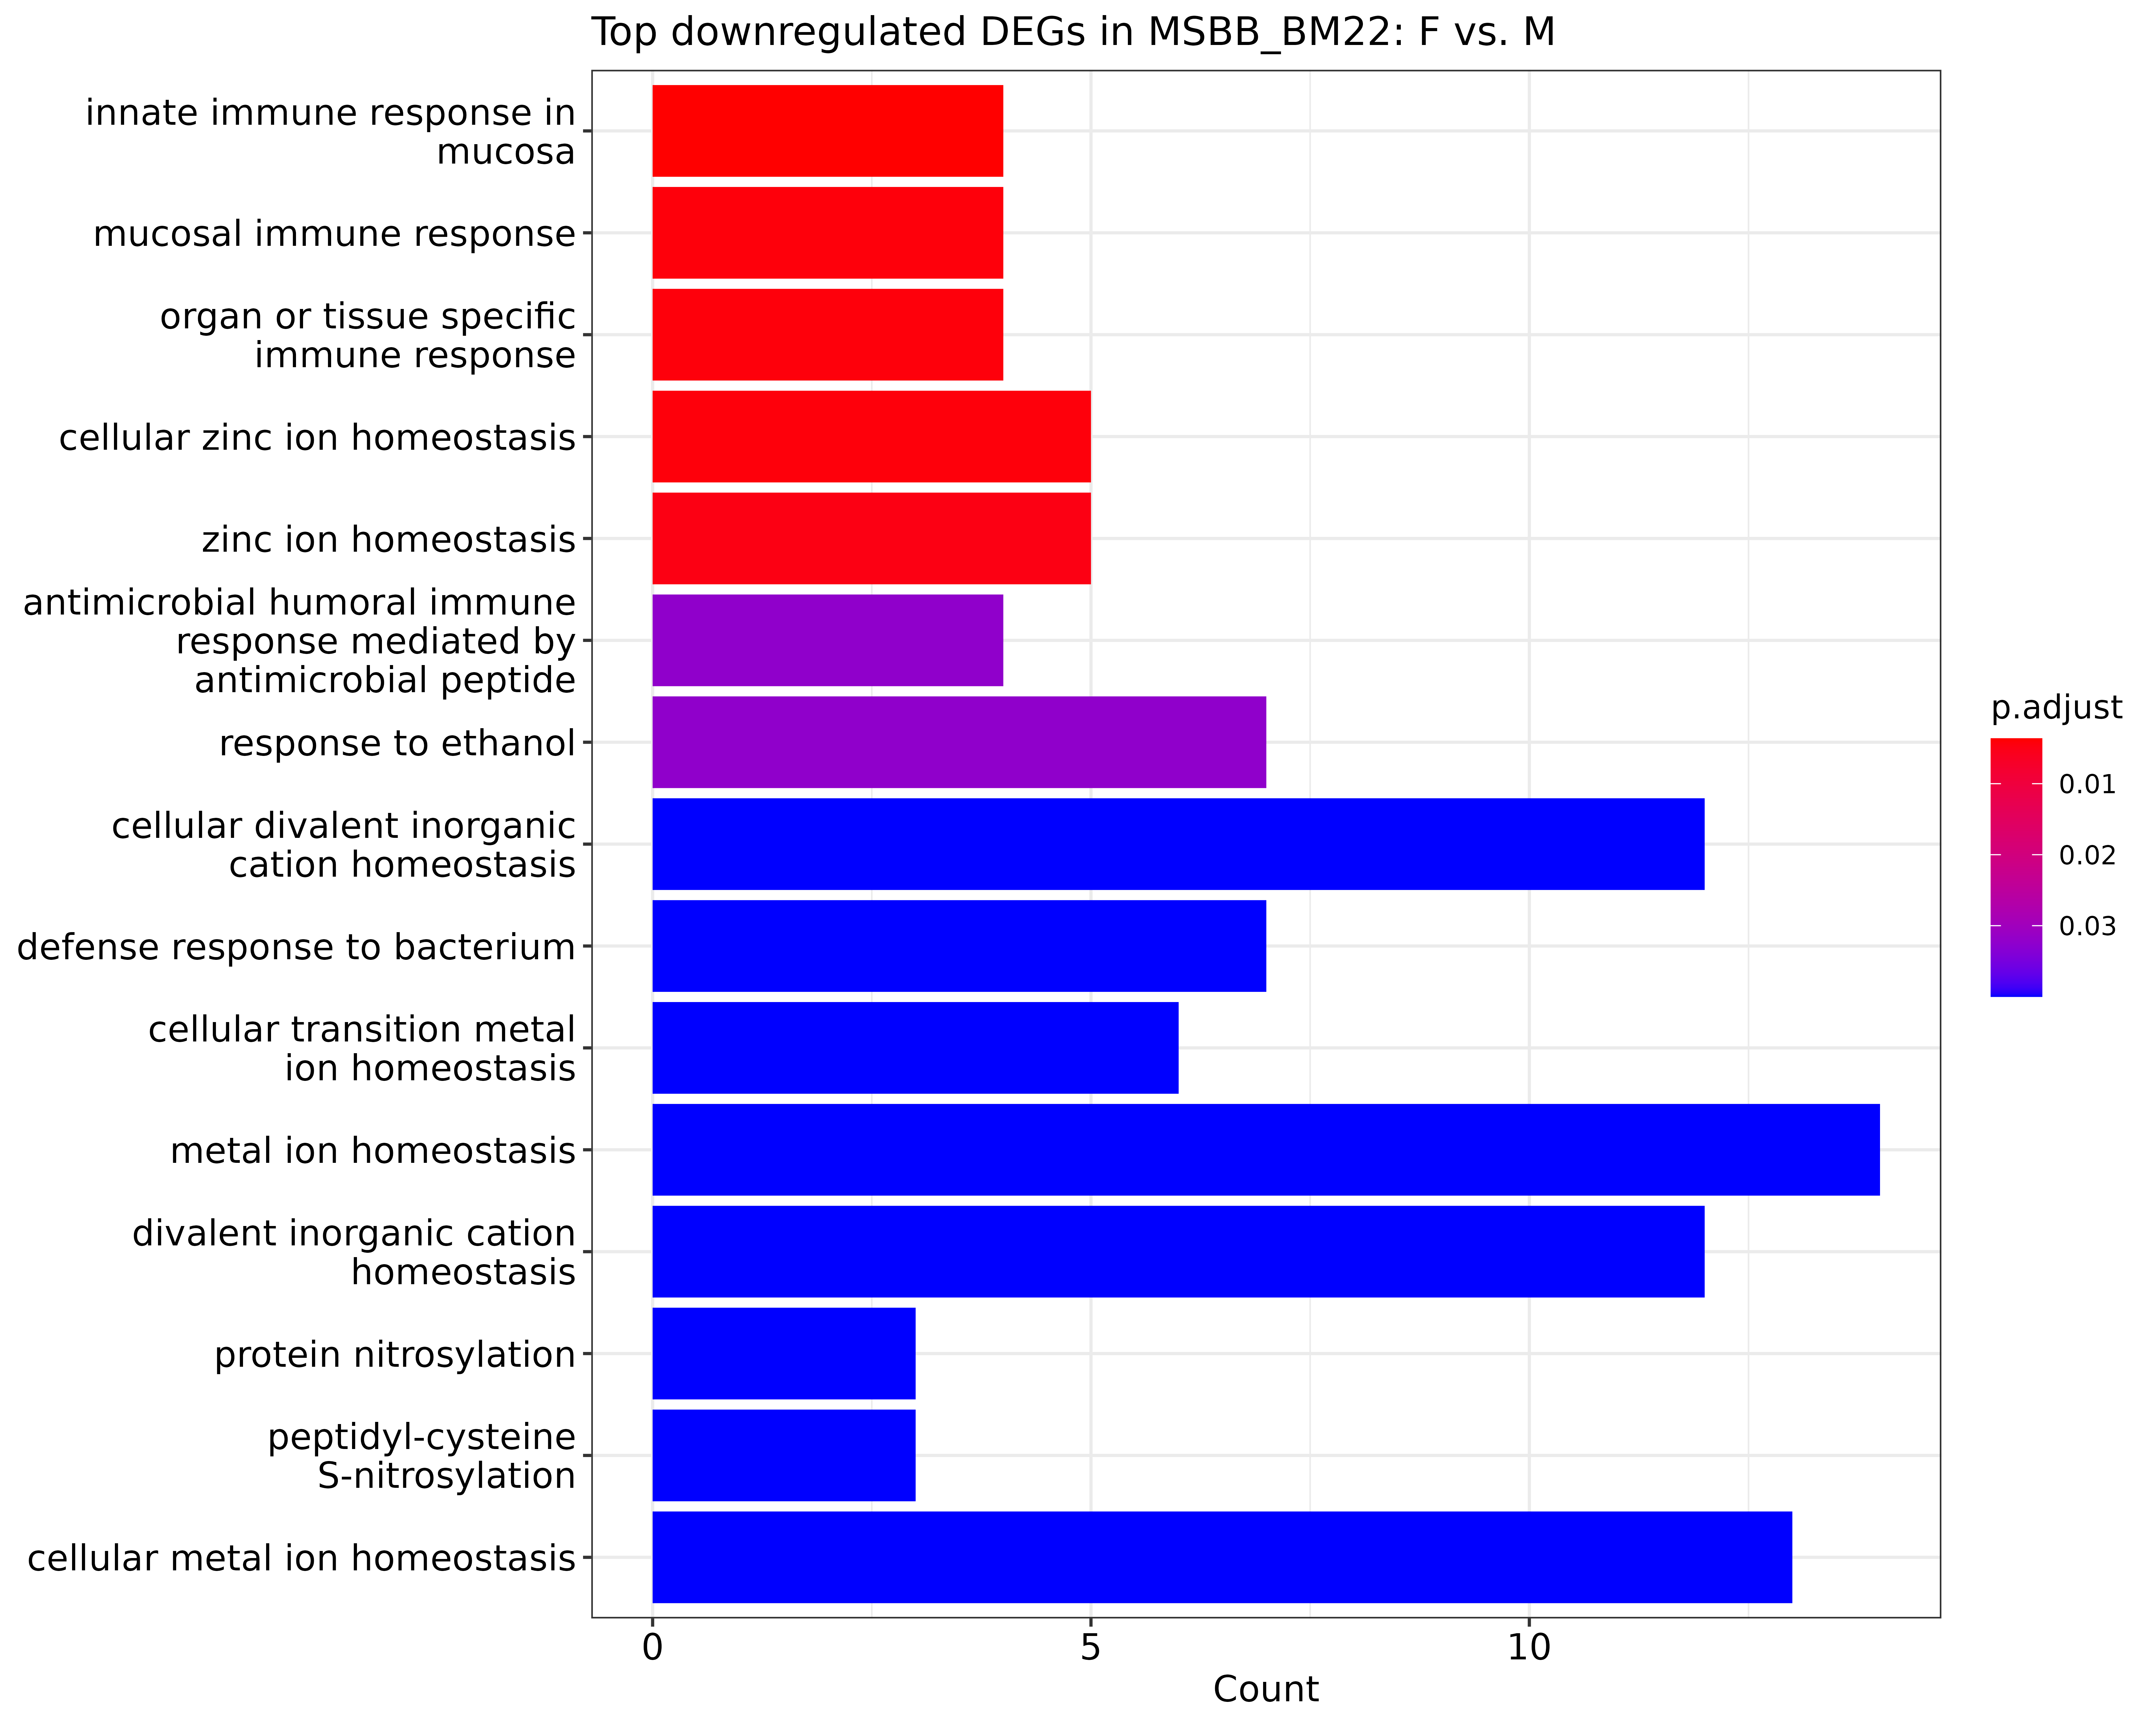 Top downregulated DEGs in MSBB_BM22: F vs. M
innate immune response in
mucosa
mucosal immune response
organ or tissue specific
immune response
cellular zinc ion homeostasis
zinc ion homeostasis
antimicrobial humoral immune
response mediated by
antimicrobial peptide
response to ethanol
cellular divalent inorganic
cation homeostasis
defense response to bacterium
cellular transition metal
ion homeostasis
metal ion homeostasis
divalent inorganic cation
homeostasis
protein nitrosylation
peptidyl-cysteine
S-nitrosylation
cellular metal ion homeostasis
0
5
10
Count
p.adjust
0.01
0.02
0.03